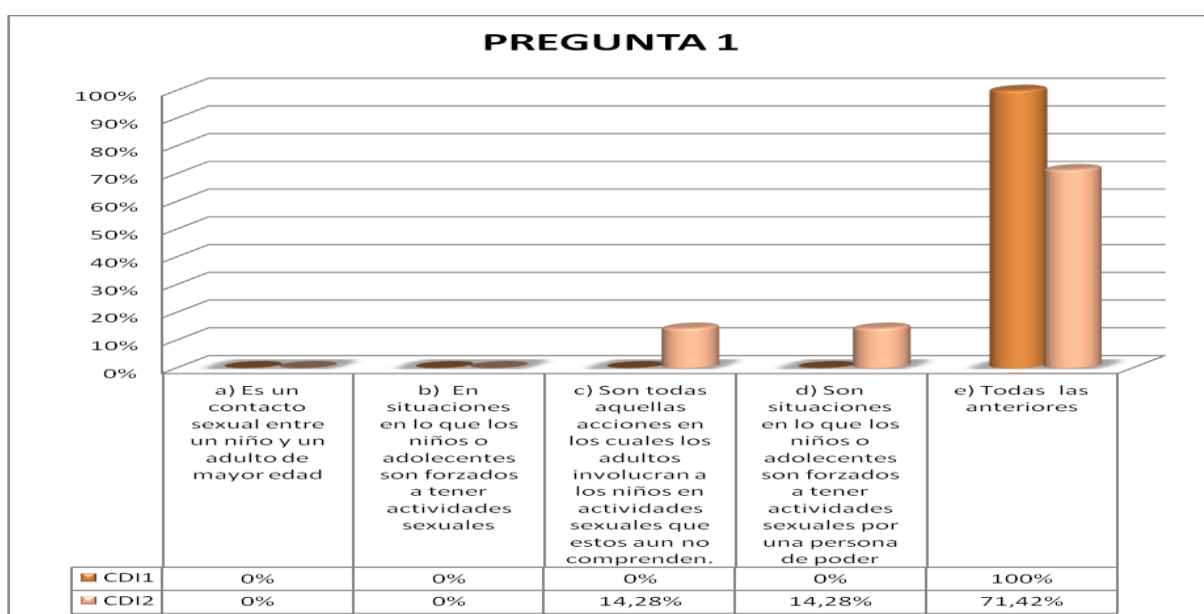 PREGUNTA 1
100%
90%
80%
70%
60%
50%
40%
30%
20%
10%
0%
a) Es un
contacto
sexual entre
un niño y un
adulto de
mayor edad
b) En
situaciones
en lo que los
niños o
adolecentes
son forzados
a tener
actividades
sexuales
c) Son todas
aquellas
acciones en
los cuales los
adultos
involucran a
los niños en
actividades
sexuales que
estos aun no
comprenden.
d) Son
situaciones
en lo que los
niños o
adolecentes
son forzados
a tener
actividades
sexuales por
una persona
de poder
e) Todas las
anteriores
CDI1 0% 0% 0% 0% 100%
CDI2 0% 0% 14,28% 14,28% 71,42%